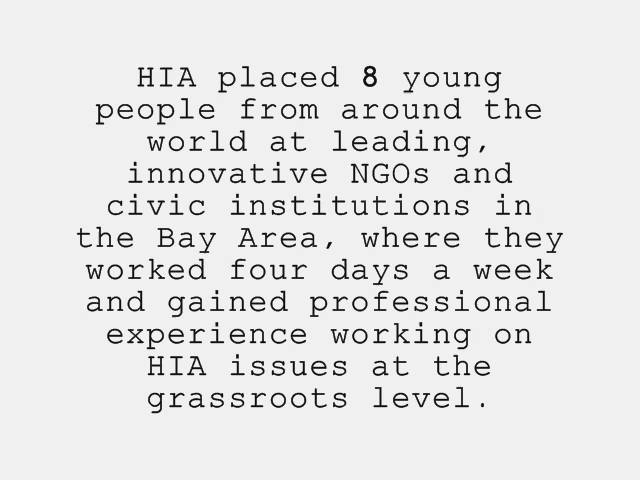 HIA placed 8 young
people from around the
world at leading,
innovative NGOs and
civic institutions in
the Bay Area, where they
worked four days a week
and gained professional
experience working on
HIA issues at the
grassroots level.